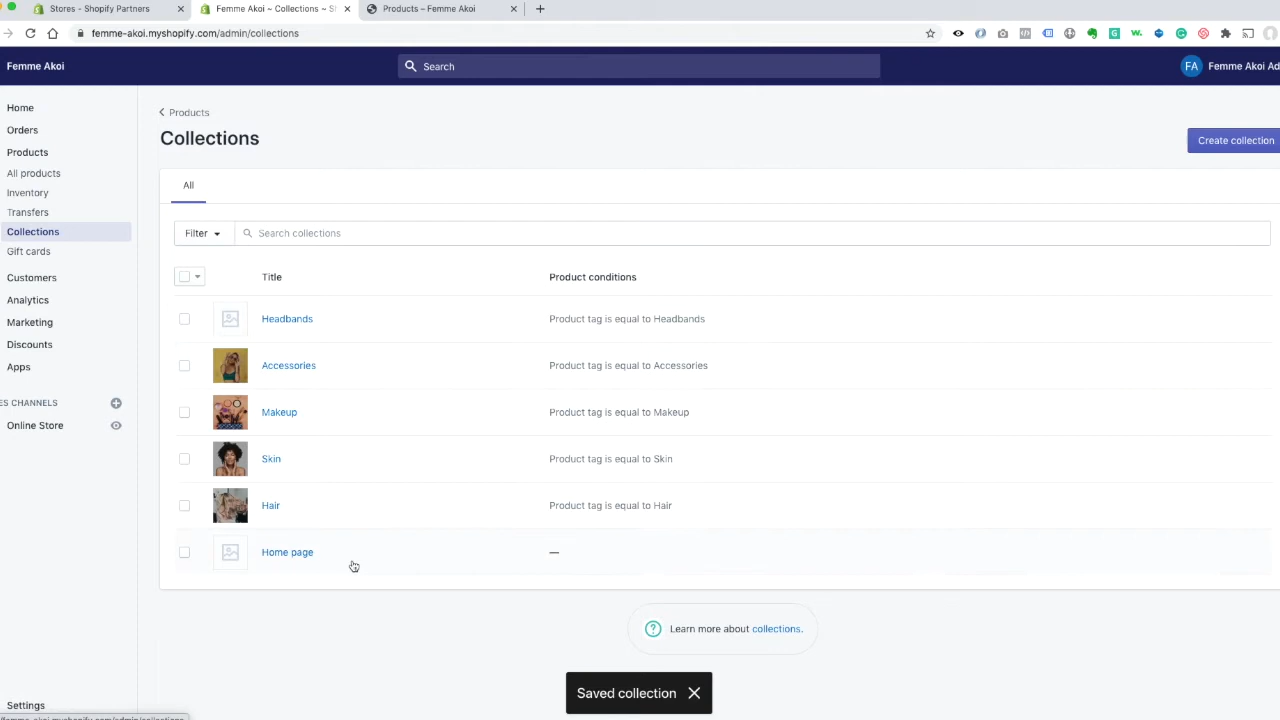 Stores - Shopify Partners
Femme Akoi ~ Collections ~ S
Products – Femme Akoi
femme-akoi.myshopify.com/admin/collections
Femme Akoi
Search
FA
Femme Akoi Ad
Home
Orders
Products
All products
Inventory
Transfers
Collections
Gift cards
Customers
Analytics
Marketing
Discounts
Apps
ES CHANNELS
Online Store
Settings
Products
Collections
Create collection
All
Filter
Search collections
Title Product conditions
Headbands Product tag is equal to Headbands
Accessories Product tag is equal to Accessories
Makeup Product tag is equal to Makeup
Skin Product tag is equal to Skin
Hair Product tag is equal to Hair
Home page —
Learn more about collections.
Saved collection